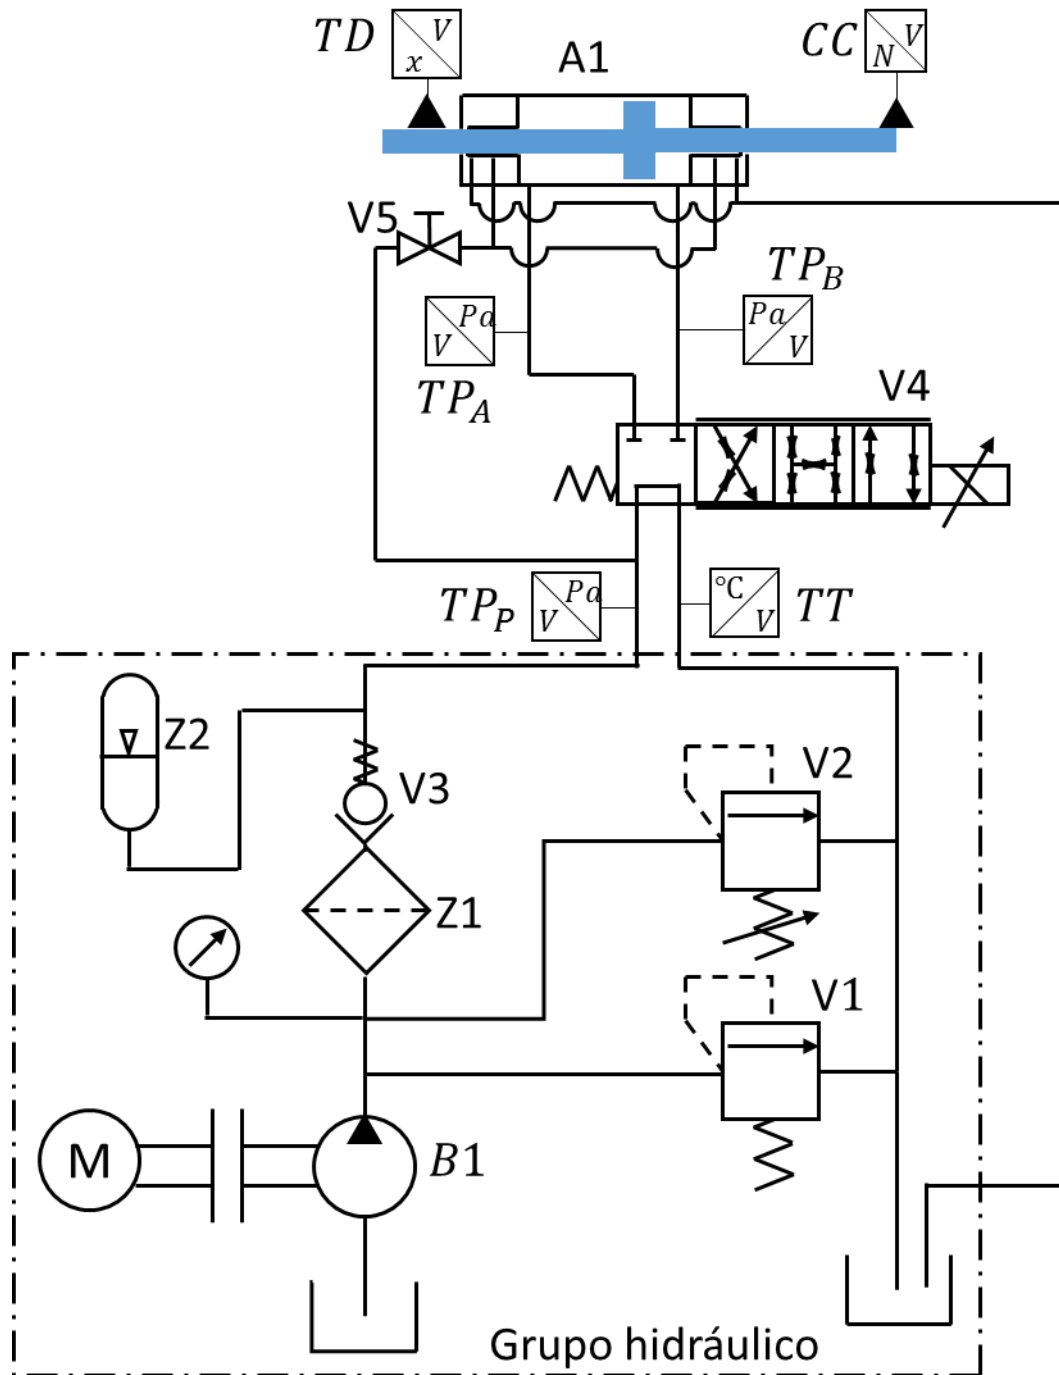 TD
V
x
A1
CC
V
N
V5
TP_B
Pa
V
Pa
V
TP_A
V4
TP_P
Pa
V
°C
V
TT
Z2
V3
V2
Z1
V1
M
B1
Grupo hidráulico